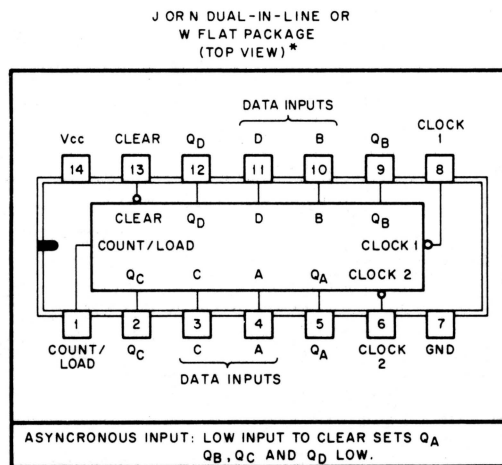 J OR N DUAL-IN-LINE OR
W FLAT PACKAGE
(TOP VIEW)*
DATA INPUTS
Vcc CLEAR QD D B QB CLOCK 1
14 13 12 11 10 9 8
CLEAR QD D B QB
COUNT/LOAD CLOCK 1
QC C A QA CLOCK 2
1 2 3 4 5 6 7
COUNT/ LOAD QC C A QA CLOCK 2 GND
DATA INPUTS
ASYNCRONOUS INPUT: LOW INPUT TO CLEAR SETS QA
QB, QC AND QD LOW.